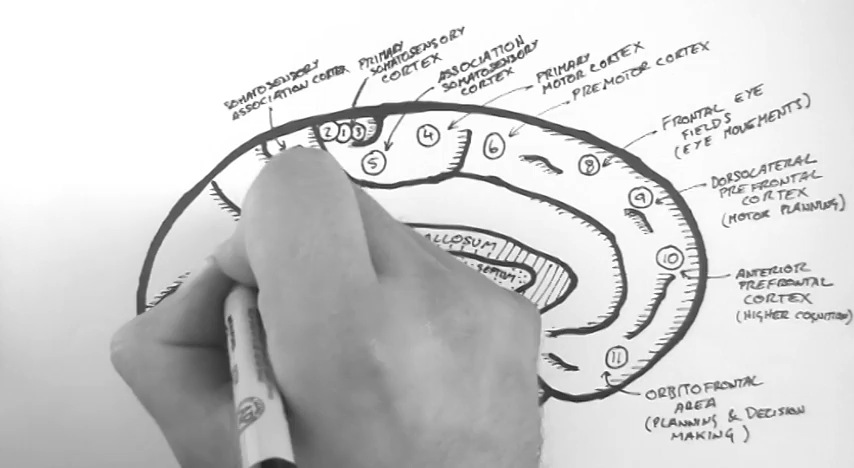 SOMATOSENSORY
ASSOCIATION CORTEX
PRIMARY
SOMATOSENSORY
CORTEX
ASSOCIATION
SOMATOSENSORY
CORTEX
PRIMARY
MOTOR CORTEX
PREMOTOR CORTEX
FRONTAL EYE
FIELDS
(EYE MOVEMENTS)
DORSOLATERAL
PREFRONTAL
CORTEX
(MOTOR PLANNING)
ANTERIOR
PREFRONTAL
CORTEX
(HIGHER COGNITION)
ORBITOFRONTAL
AREA
(PLANNING & DECISION
MAKING)
2 1 3
5
4
6
8
9
10
11
ALLOSUM
SEPTUM